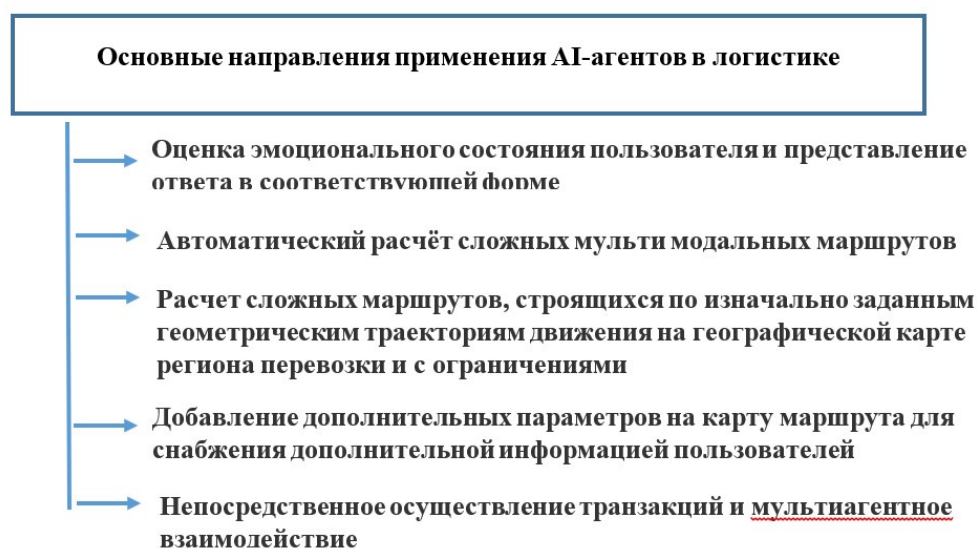 Основные направления применения AI-агентов в логистике
Оценка эмоционального состояния пользователя и представление
ответа в соответствующей форме
Автоматический расчёт сложных мульти модальных маршрутов
Расчет сложных маршрутов, строящихся по изначально заданным
геометрическим траекториям движения на географической карте
региона перевозки и с ограничениями
Добавление дополнительных параметров на карту маршрута для
снабжения дополнительной информацией пользователей
Непосредственное осуществление транзакций и мультиагентное
взаимодействие